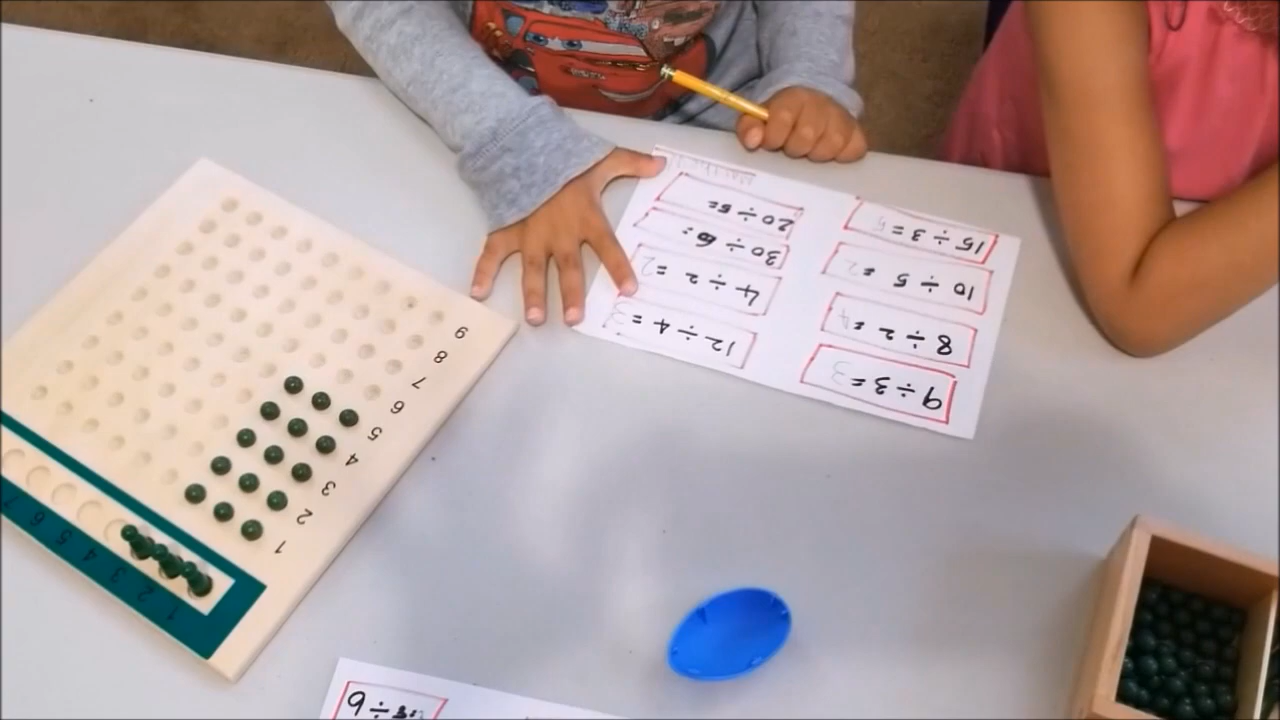 9 ÷ 3 = 3
8 ÷ 2 = 4
10 ÷ 5 = 2
15 ÷ 3 = 5
12 ÷ 4 = 3
4 ÷ 2 = 2
30 ÷ 6 =
20 ÷ 5 =
1 2 3 4 5 6 7
1
2
3
4
5
6
7
8
9